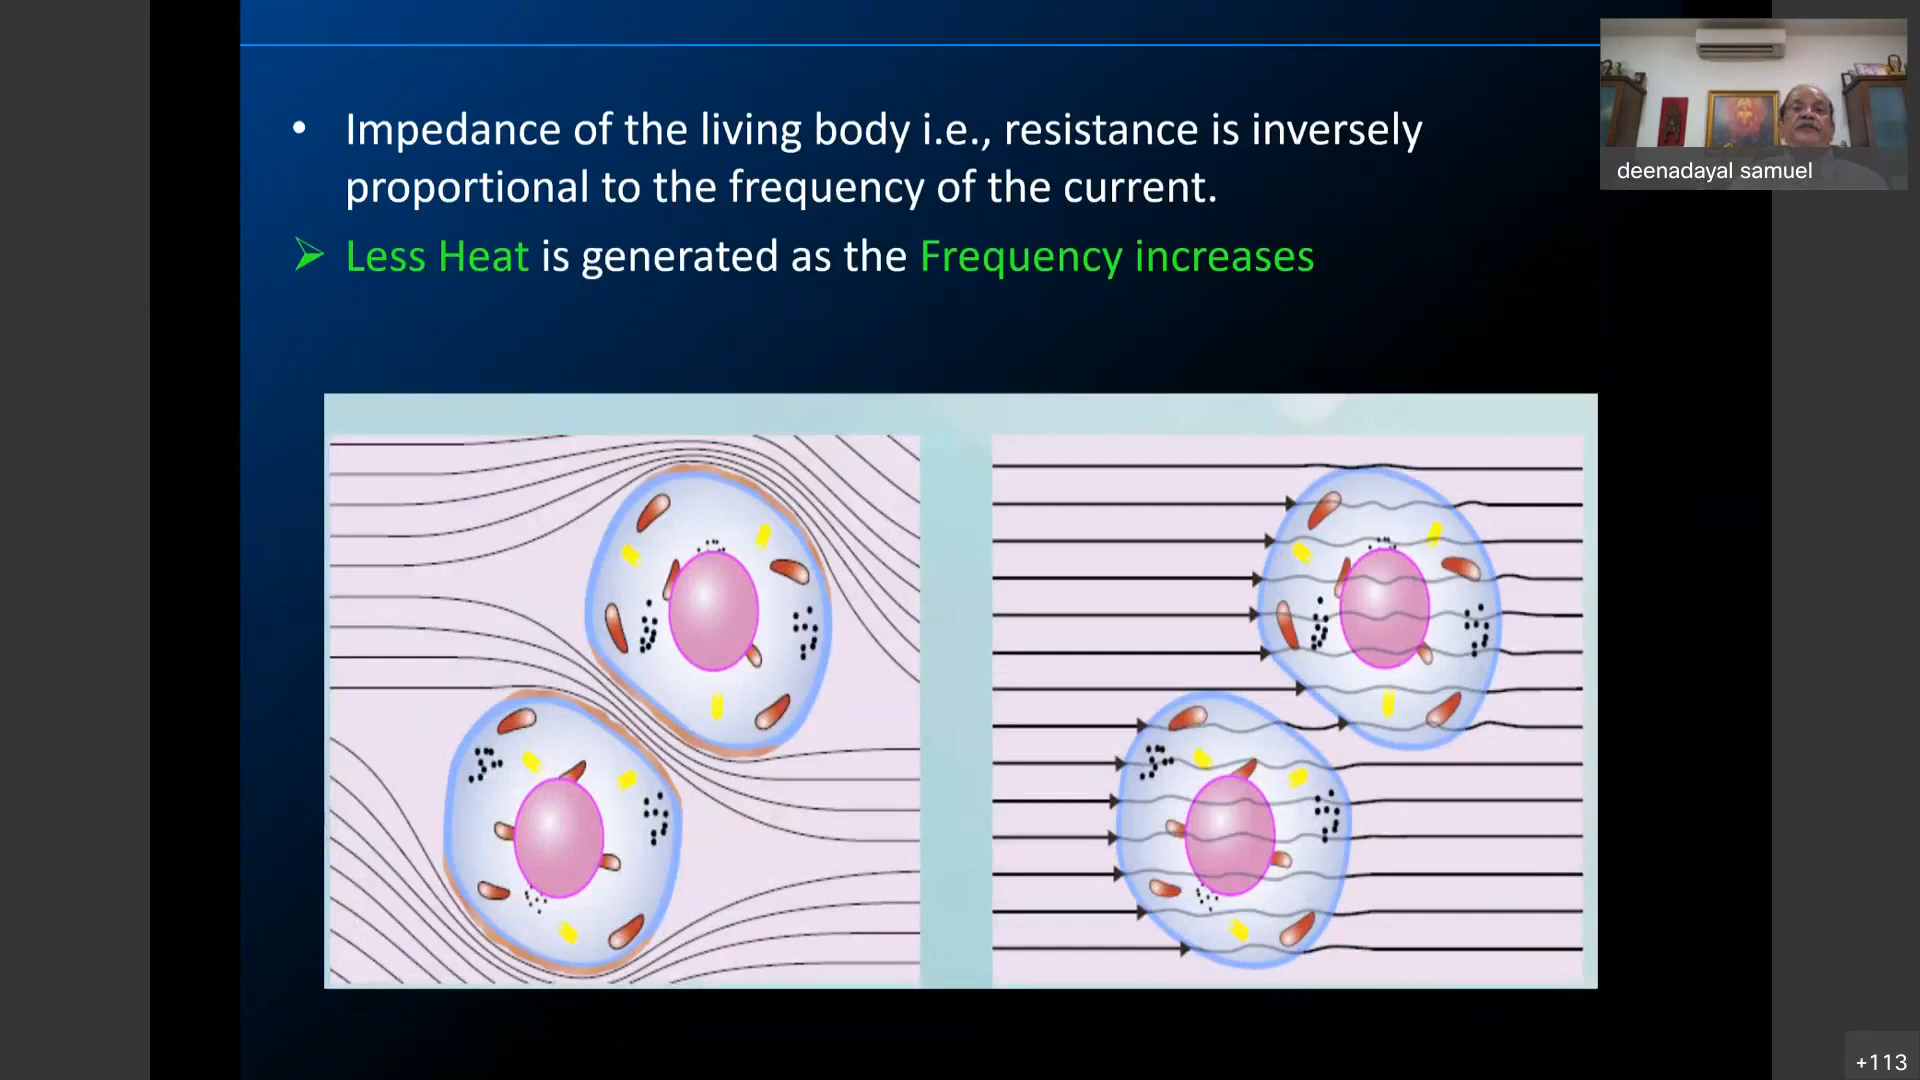 • Impedance of the living body i.e., resistance is inversely
proportional to the frequency of the current.
➢ Less Heat is generated as the Frequency increases
deenadayal samuel
+113